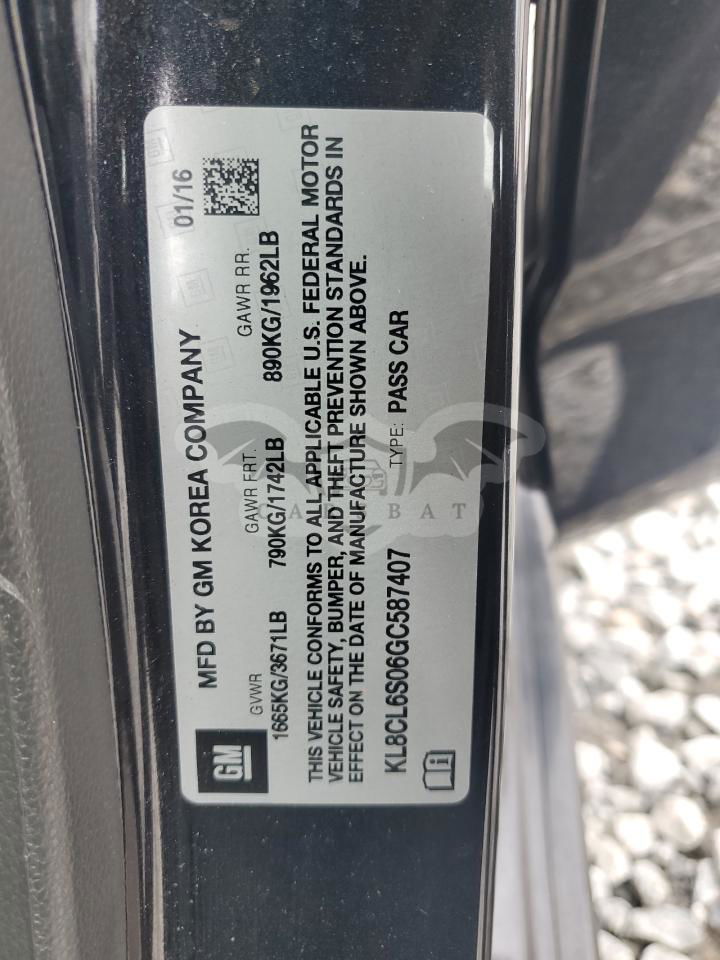 MFD BY GM KOREA COMPANY 01/16
GM
GVWR GAWR FRT. GAWR RR.
1665KG/3671LB 790KG/1742LB 890KG/1962LB
THIS VEHICLE CONFORMS TO ALL APPLICABLE U.S. FEDERAL MOTOR
VEHICLE SAFETY, BUMPER, AND THEFT PREVENTION STANDARDS IN
EFFECT ON THE DATE OF MANUFACTURE SHOWN ABOVE.
KL8CL6S06GC587407 TYPE: PASS CAR
CARSBAT